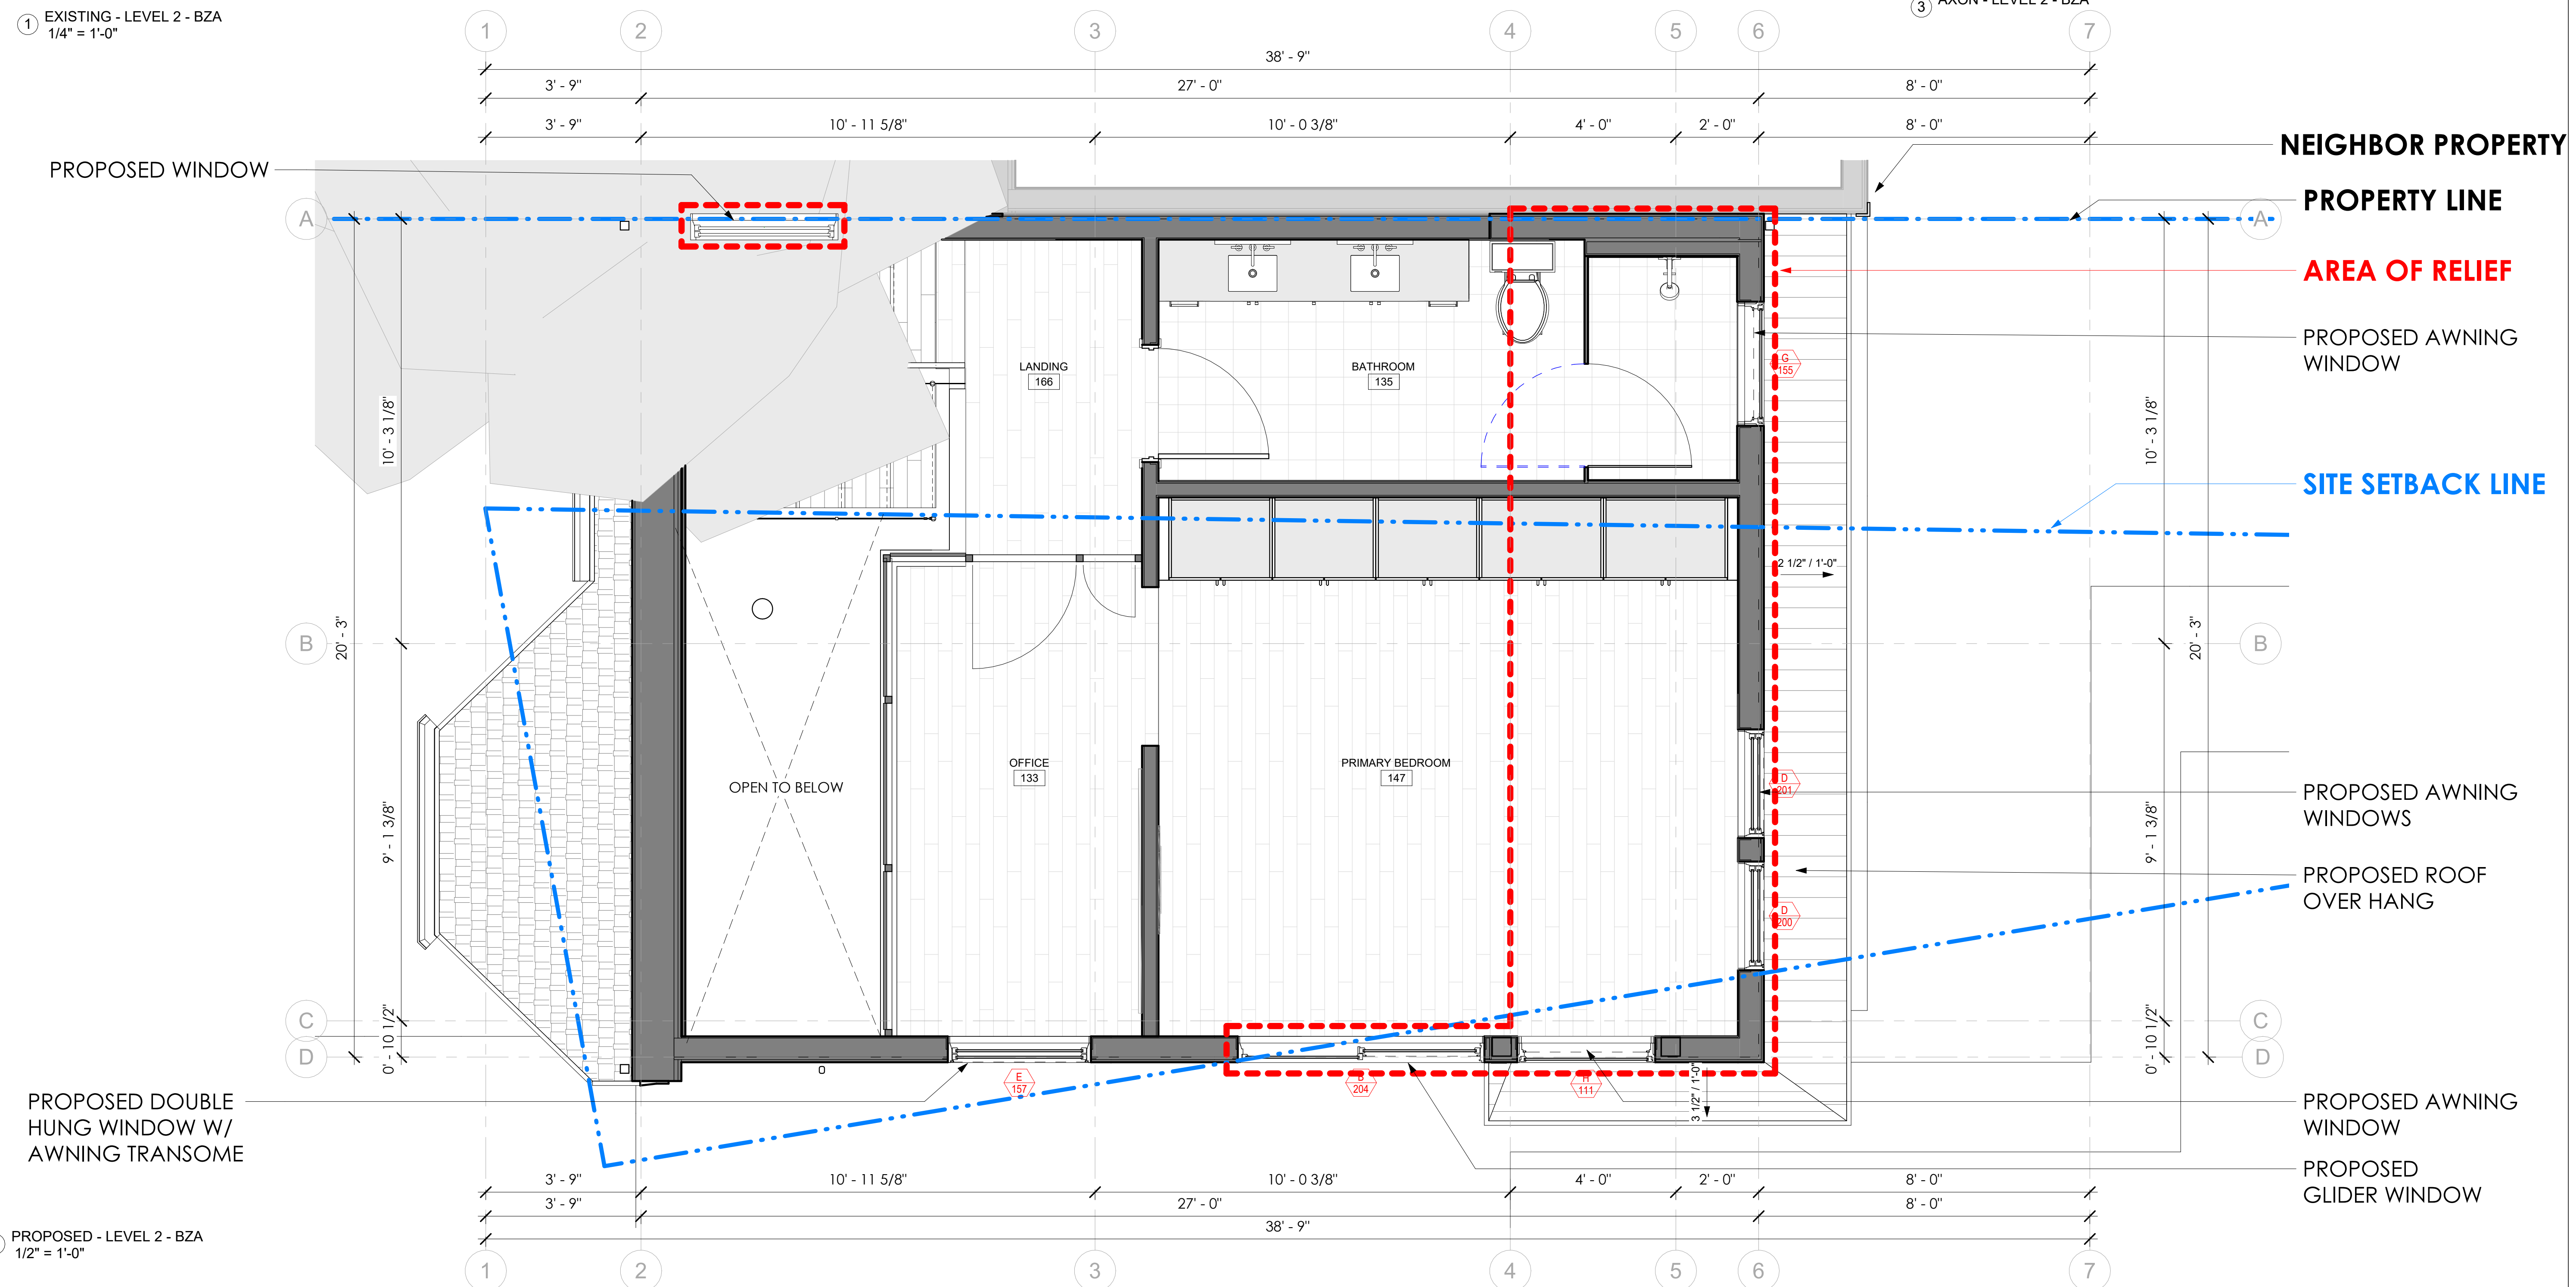 1 EXISTING - LEVEL 2 - BZA
1/4" = 1'-0"
3 AXON - LEVEL 2 - BZA
1 2 3 4 5 6 7
38' - 9"
3' - 9" 27' - 0" 8' - 0"
3' - 9" 10' - 11 5/8" 10' - 0 3/8" 4' - 0" 2' - 0" 8' - 0"
NEIGHBOR PROPERTY
PROPOSED WINDOW
PROPERTY LINE
A A
AREA OF RELIEF
PROPOSED AWNING
WINDOW
G
155
LANDING
166
BATHROOM
135
10' - 3 1/8"
10' - 3 1/8"
SITE SETBACK LINE
2 1/2" / 1'-0"
B B
20' - 3"
20' - 3"
OFFICE
133
PRIMARY BEDROOM
147
OPEN TO BELOW
D
201
PROPOSED AWNING
WINDOWS
9' - 1 3/8"
9' - 1 3/8"
PROPOSED ROOF
OVER HANG
D
200
C C
0' - 10 1/2"
0' - 10 1/2"
D D
E
157
B
204
H
111
3 1/2" / 1'-0"
PROPOSED DOUBLE
HUNG WINDOW W/
AWNING TRANSOME
PROPOSED AWNING
WINDOW
PROPOSED
GLIDER WINDOW
3' - 9" 10' - 11 5/8" 10' - 0 3/8" 4' - 0" 2' - 0" 8' - 0"
3' - 9" 27' - 0" 8' - 0"
38' - 9"
PROPOSED - LEVEL 2 - BZA
1/2" = 1'-0"
1 2 3 4 5 6 7